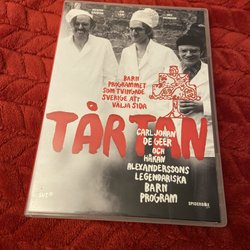 BARN
PROGRAMMET
SOM TVINGADE
SVERIGE ATT
VÄLJA SIDA
TÅRTAN
CARL JOHAN
DE GEER
OCH
HÅKAN
ALEXANDERSSONS
LEGENDARISKA
BARN
PROGRAM
SVT